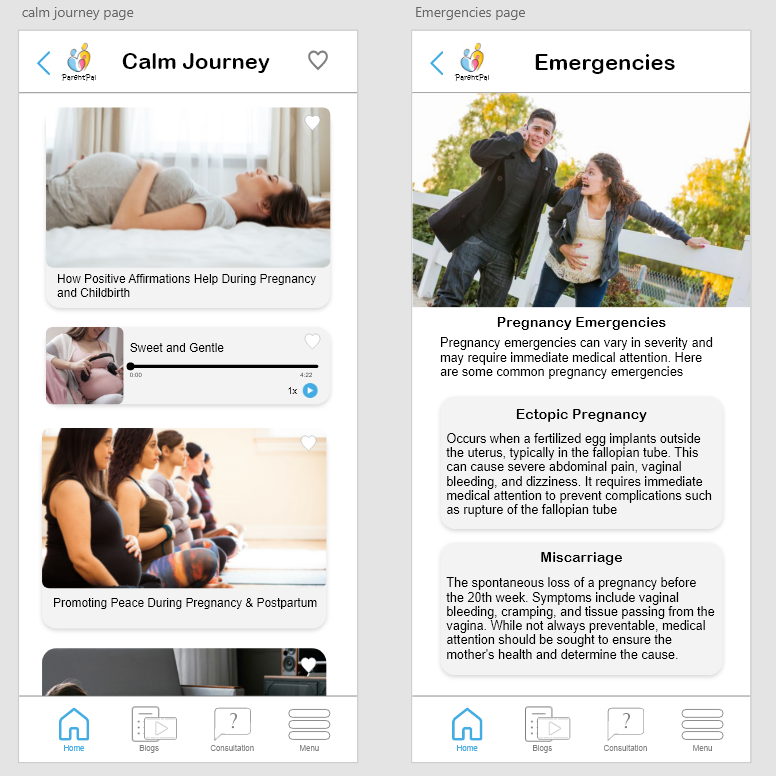 calm journey page
ParentPal
Calm Journey
How Positive Affirmations Help During Pregnancy
and Childbirth
Sweet and Gentle
0:00
4:22
1x
Promoting Peace During Pregnancy & Postpartum
Home
Blogs
?
Consultation
Menu
Emergencies page
ParentPal
Emergencies
Pregnancy Emergencies
Pregnancy emergencies can vary in severity and
may require immediate medical attention. Here
are some common pregnancy emergencies
Ectopic Pregnancy
Occurs when a fertilized egg implants outside
the uterus, typically in the fallopian tube. This
can cause severe abdominal pain, vaginal
bleeding, and dizziness. It requires immediate
medical attention to prevent complications such
as rupture of the fallopian tube
Miscarriage
The spontaneous loss of a pregnancy before
the 20th week. Symptoms include vaginal
bleeding, cramping, and tissue passing from the
vagina. While not always preventable, medical
attention should be sought to ensure the
mother's health and determine the cause.
Home
Blogs
?
Consultation
Menu